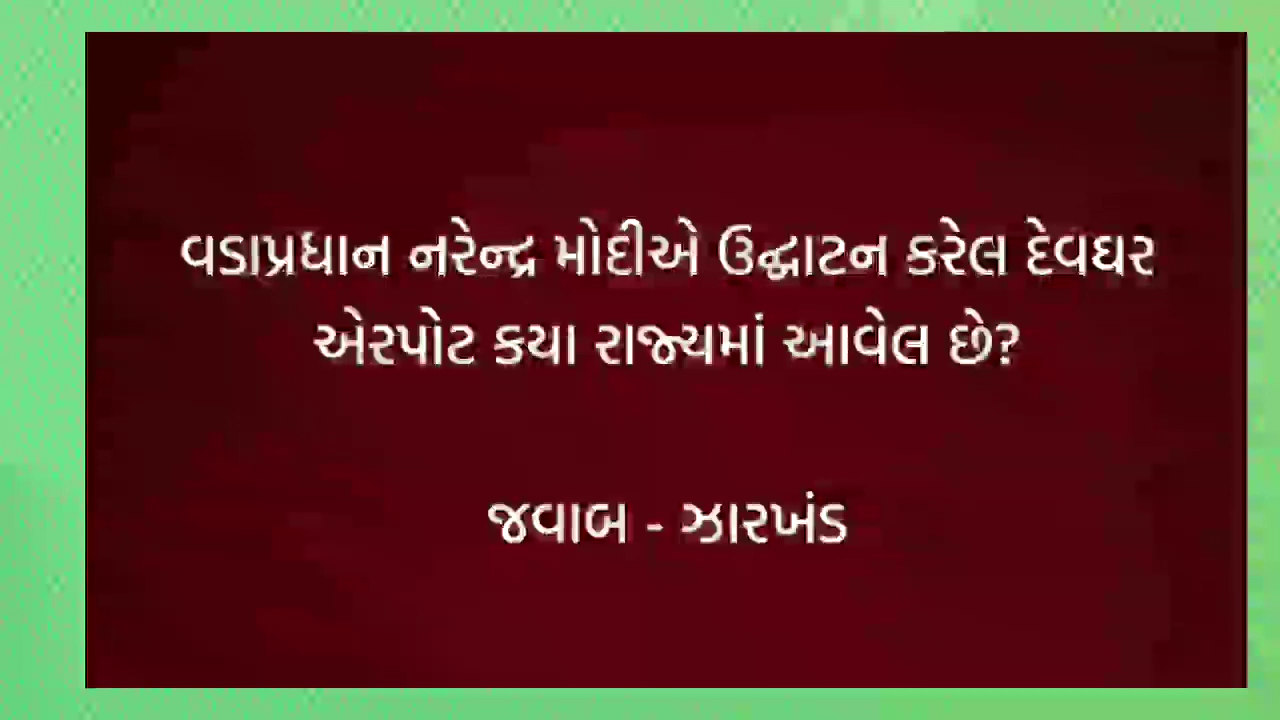 વડાપ્રધાન નરેન્દ્ર મોદીએ ઉદ્ઘાટન કરેલ દેવઘર
એરપોટ કયા રાજ્યમાં આવેલ છે?
જવાબ - ઝારખંડ